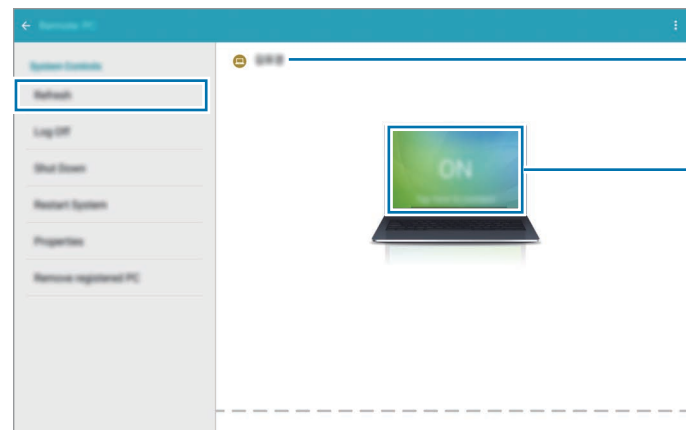 Remote PC
System Controls
Refresh
Log Off
Shut Down
Restart System
Properties
Remove registered PC
ON